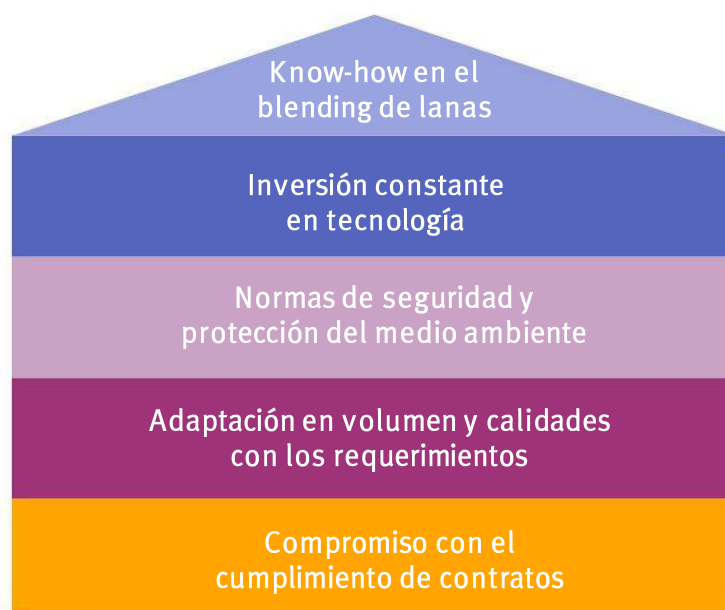 Know-how en el
blending de lanas
Inversión constante
en tecnología
Normas de seguridad y
protección del medio ambiente
Adaptación en volumen y calidades
con los requerimientos
Compromiso con el
cumplimiento de contratos